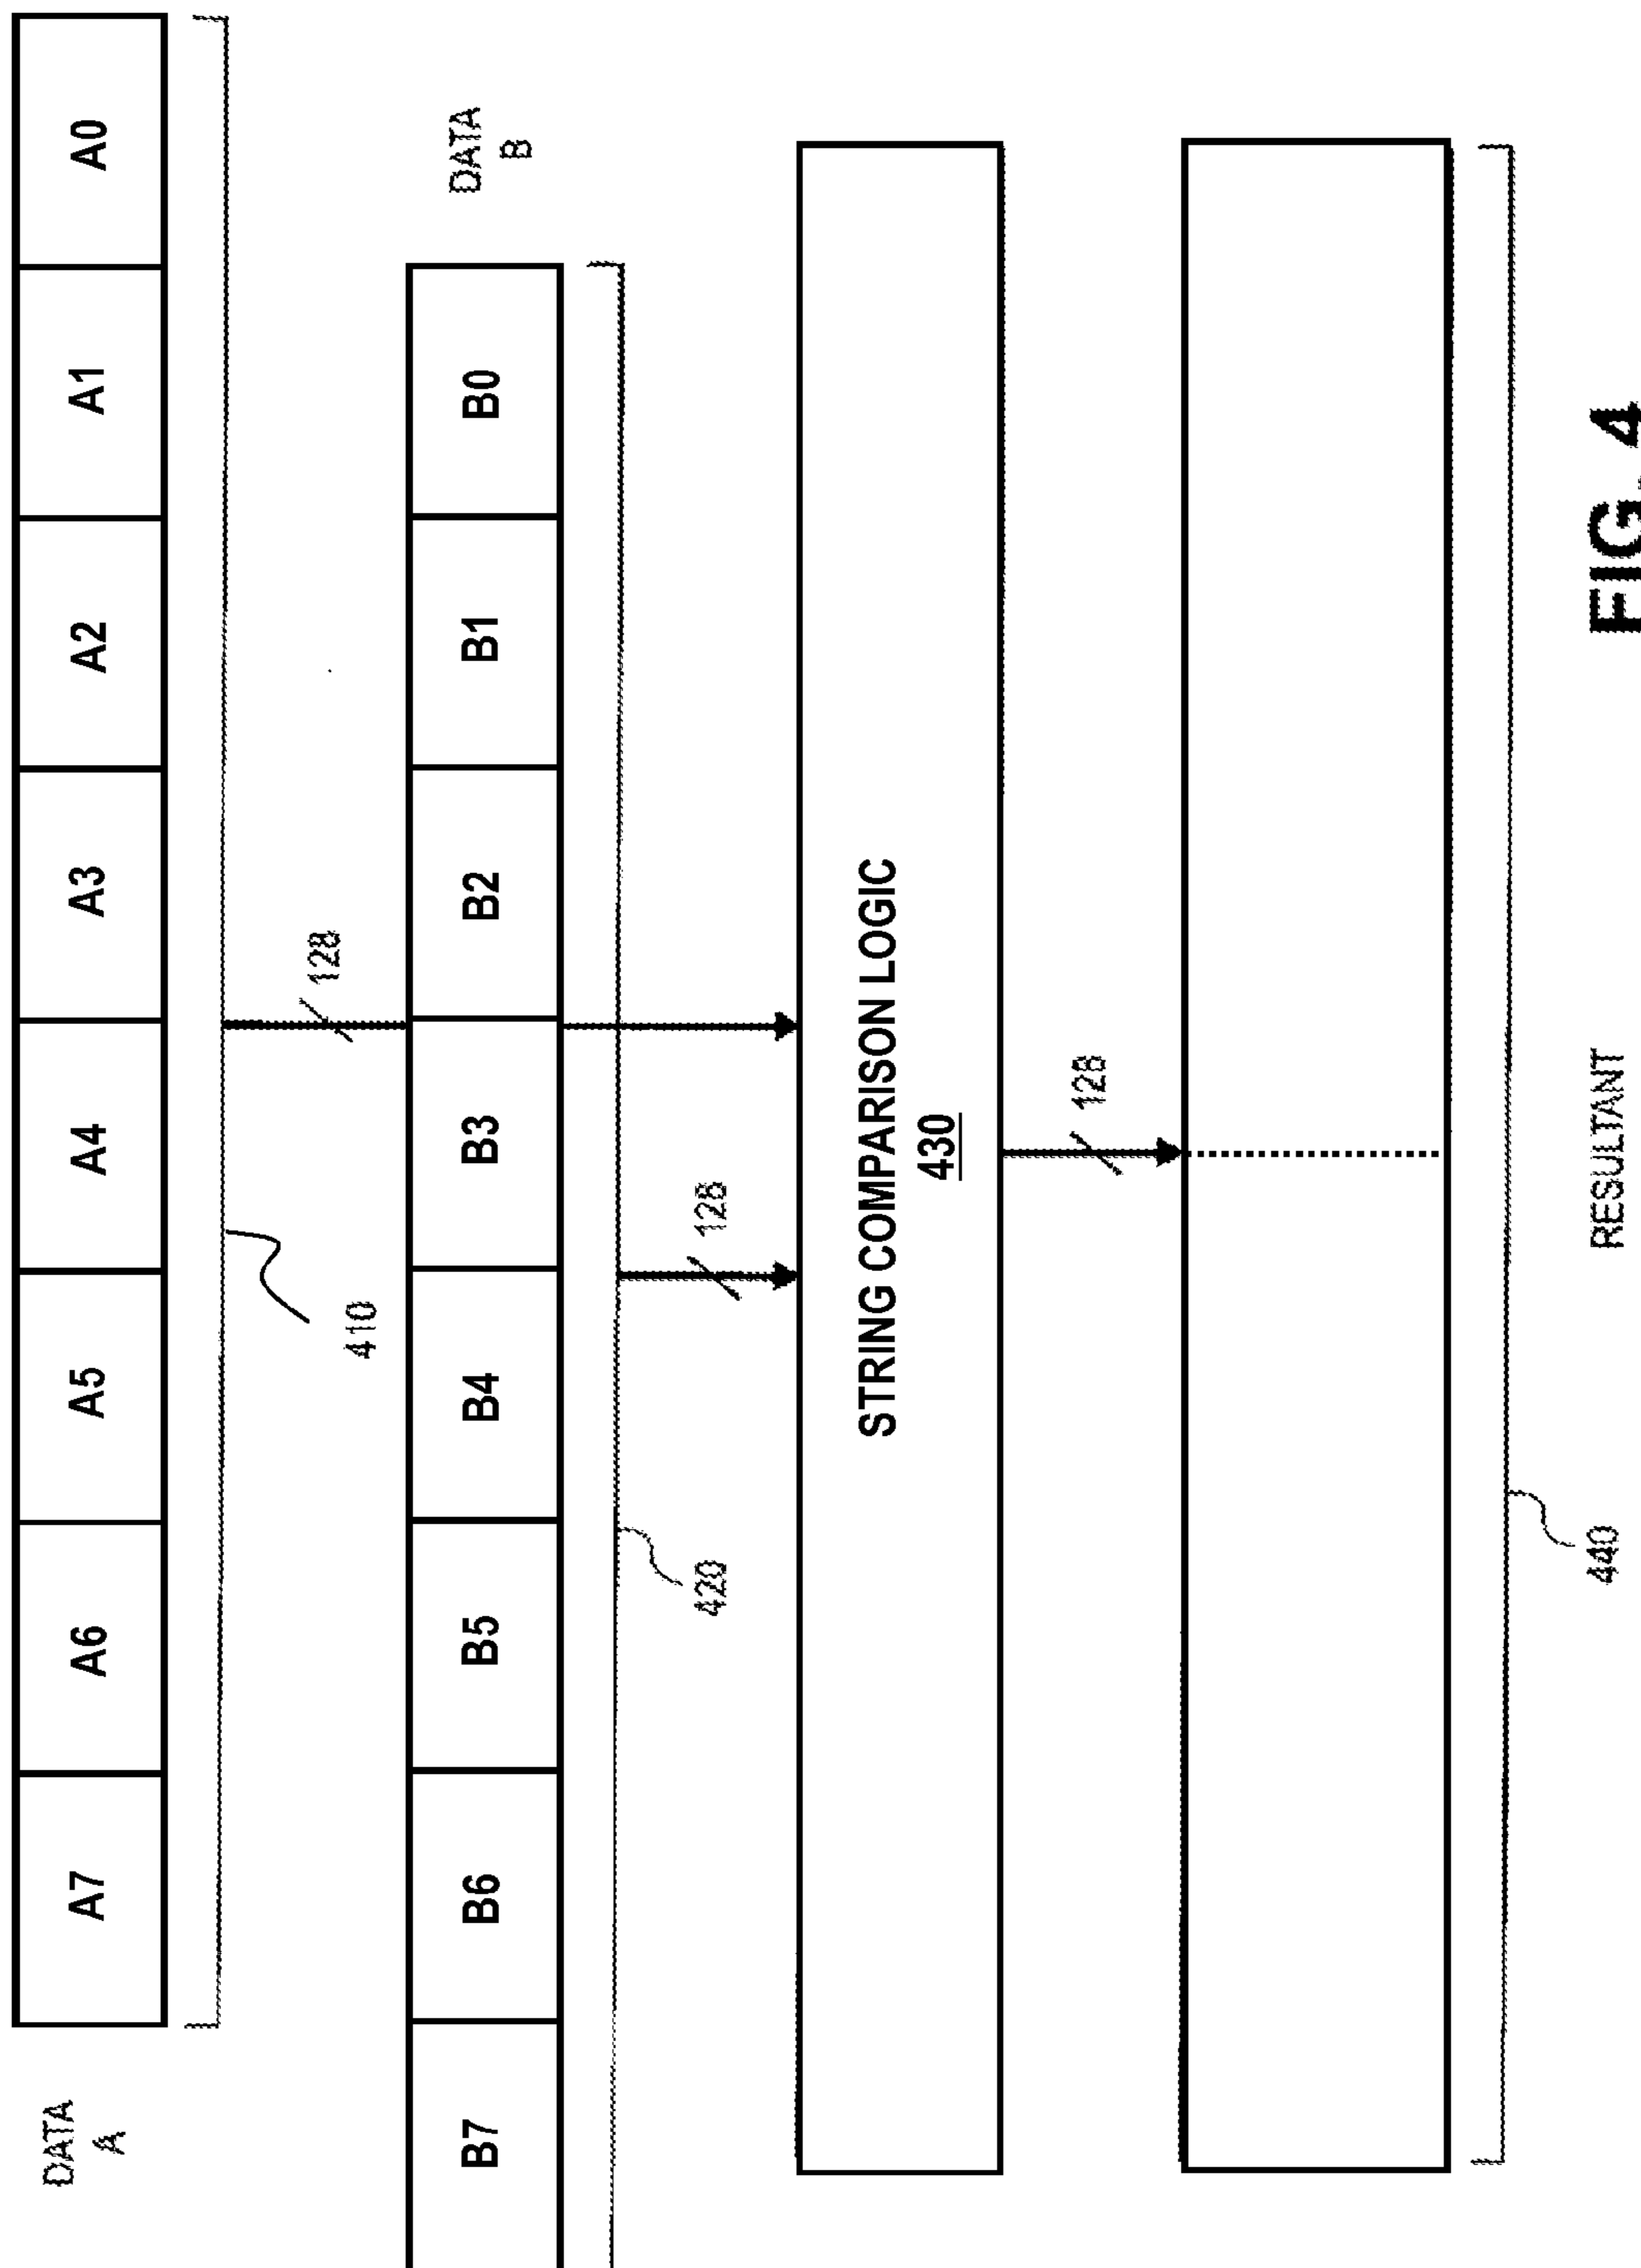 DATA
A
A7 A6 A5 A4 A3 A2 A1 A0
410
128
B7 B6 B5 B4 B3 B2 B1 B0
DATA
B
420
128
STRING COMPARISON LOGIC
430
128
440
RESULTANT
FIG. 4